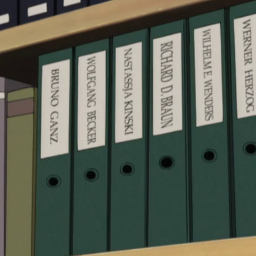 BRUNO GANZ
WOLFGANG BECKER
NASTASSJA KINSKI
RICHARD D. BRAUN
WILHELM E. WENDERS
WERNER HERZOG